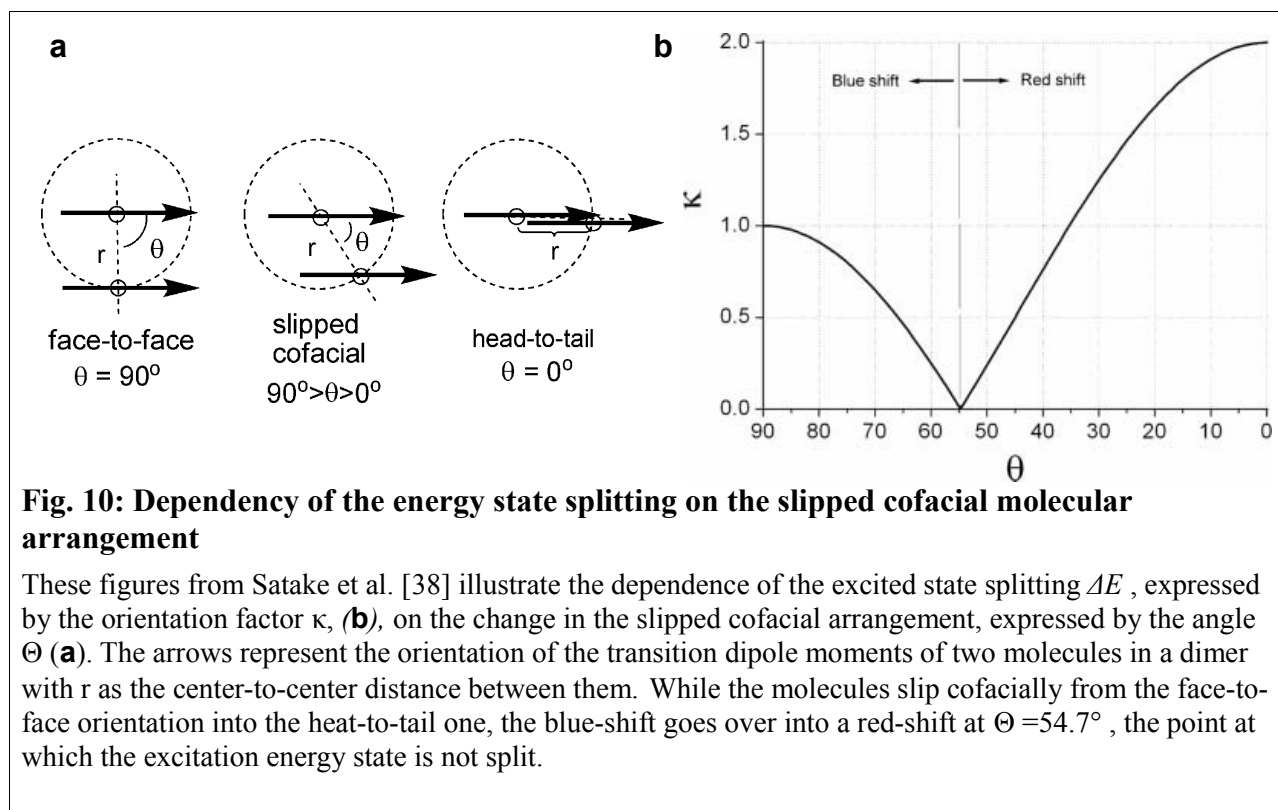 a
b
face-to-face
θ = 90°
slipped
cofacial
90°>θ>0°
head-to-tail
θ = 0°
r
θ
r
θ
r
Blue shift
Red shift
κ
2.0
1.5
1.0
0.5
0.0
90 80 70 60 50 40 30 20 10 0
θ
Fig. 10: Dependency of the energy state splitting on the slipped cofacial molecular
arrangement
These figures from Satake et al. [38] illustrate the dependence of the excited state splitting ΔE , expressed
by the orientation factor κ, (b), on the change in the slipped cofacial arrangement, expressed by the angle
Θ (a). The arrows represent the orientation of the transition dipole moments of two molecules in a dimer
with r as the center-to-center distance between them. While the molecules slip cofacially from the face-to-
face orientation into the heat-to-tail one, the blue-shift goes over into a red-shift at Θ =54.7° , the point at
which the excitation energy state is not split.